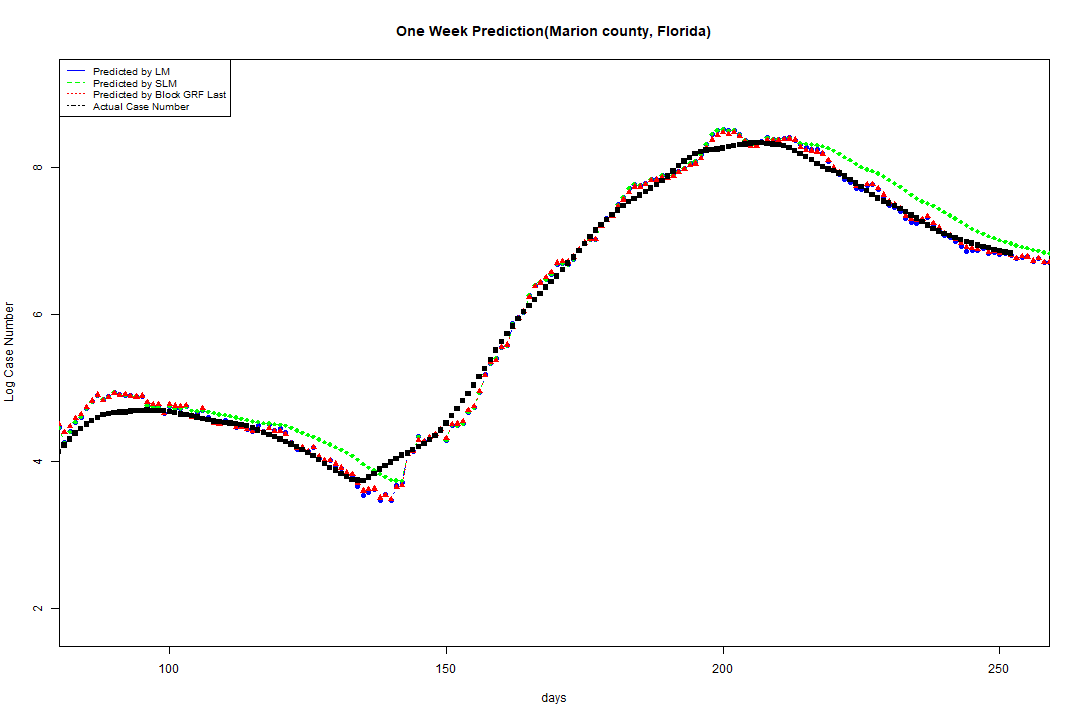 One Week Prediction(Marion county, Florida)
Predicted by LM
Predicted by SLM
Predicted by Block GRF Last
Actual Case Number
8
6
4
2
Log Case Number
100 150 200 250
days